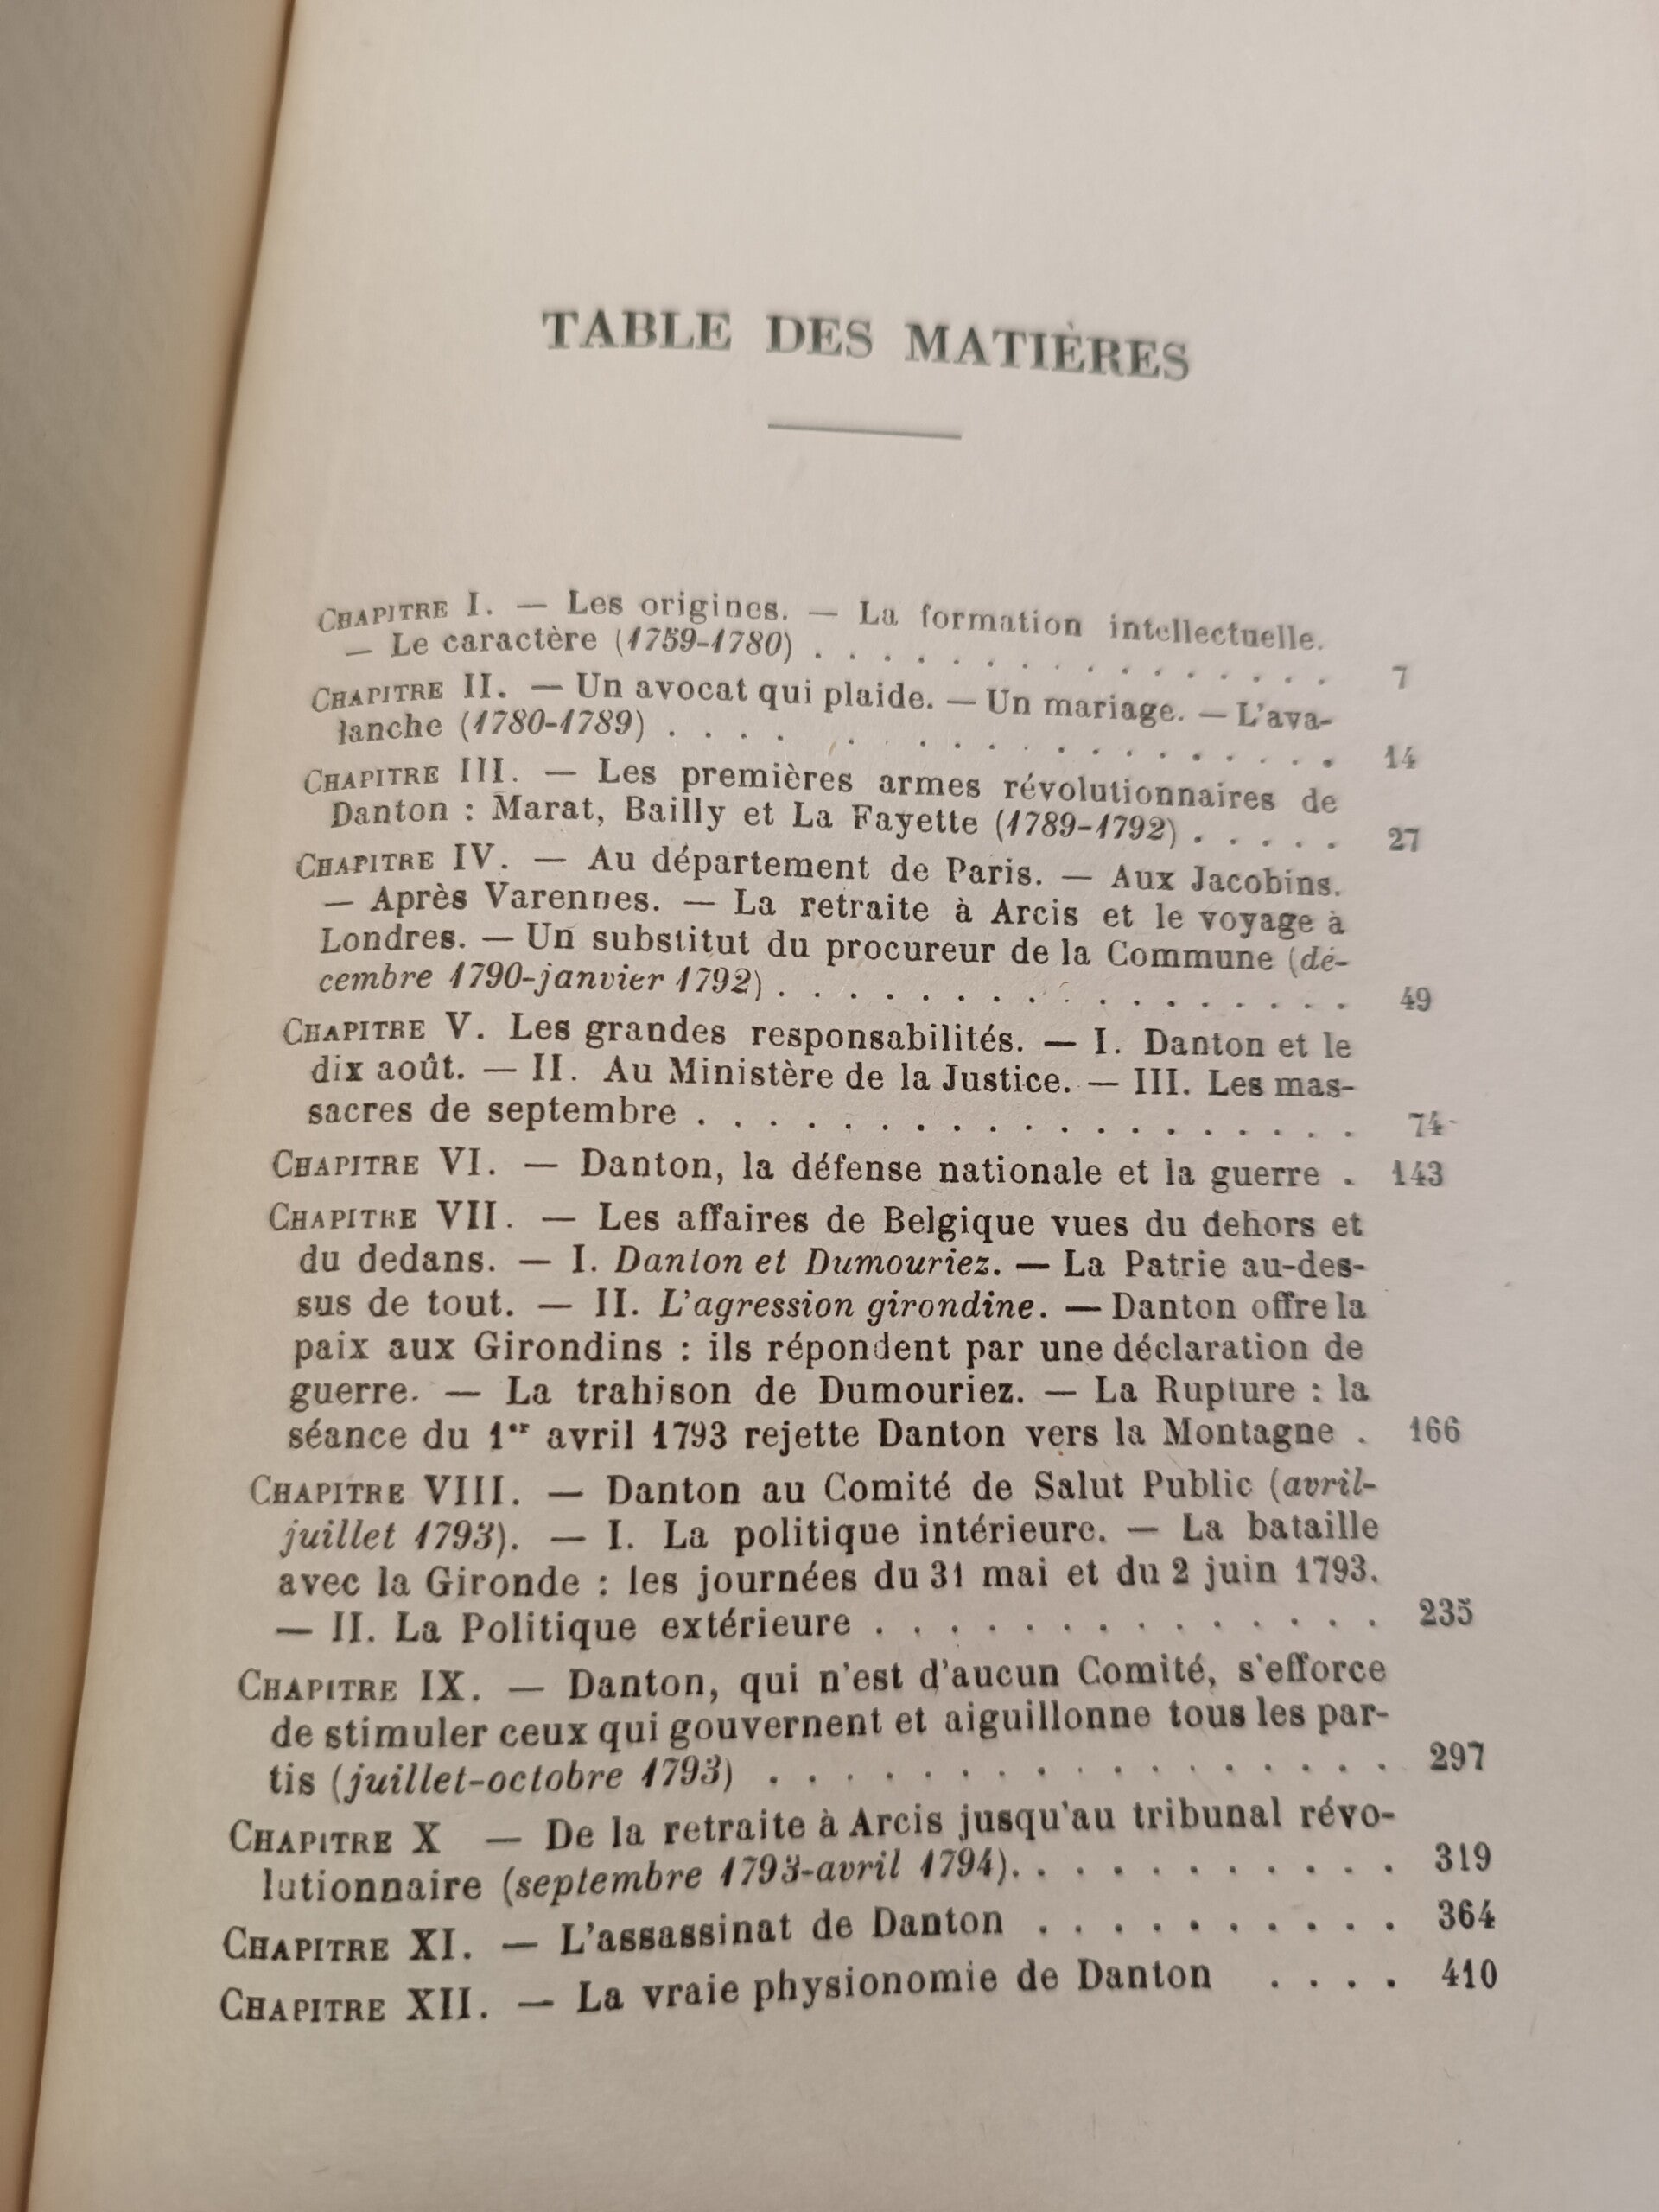 TABLE DES MATIÈRES
CHAPITRE I. — Les origines. — La formation intellectuelle.
— Le caractère (1759-1780) . . . . . . . . . . . . . . . 7
CHAPITRE II. — Un avocat qui plaide. — Un mariage. — L'ava-
lanche (1780-1789) . . . . . . . . . . . . . . . . . 14
CHAPITRE III. — Les premières armes révolutionnaires de
Danton : Marat, Bailly et La Fayette (1789-1792) . . . . . 27
CHAPITRE IV. — Au département de Paris. — Aux Jacobins.
— Après Varennes. — La retraite à Arcis et le voyage à
Londres. — Un substitut du procureur de la Commune (dé-
cembre 1790-janvier 1792) . . . . . . . . . . . . . . . . 49
CHAPITRE V. Les grandes responsabilités. — I. Danton et le
dix août. — II. Au Ministère de la Justice. — III. Les mas-
sacres de septembre . . . . . . . . . . . . . . . . . . 74
CHAPITRE VI. — Danton, la défense nationale et la guerre . 143
CHAPITRE VII. — Les affaires de Belgique vues du dehors et
du dedans. — I. Danton et Dumouriez. — La Patrie au-des-
sus de tout. — II. L'agression girondine. — Danton offre la
paix aux Girondins : ils répondent par une déclaration de
guerre. — La trahison de Dumouriez. — La Rupture : la
séance du 1er avril 1793 rejette Danton vers la Montagne . 166
CHAPITRE VIII. — Danton au Comité de Salut Public (avril-
juillet 1793). — I. La politique intérieure. — La bataille
avec la Gironde : les journées du 31 mai et du 2 juin 1793.
— II. La Politique extérieure . . . . . . . . . . . . . . 235
CHAPITRE IX. — Danton, qui n'est d'aucun Comité, s'efforce
de stimuler ceux qui gouvernent et aiguillonne tous les par-
tis (juillet-octobre 1793) . . . . . . . . . . . . . . . . . 297
CHAPITRE X — De la retraite à Arcis jusqu'au tribunal révo-
lutionnaire (septembre 1793-avril 1794). . . . . . . . . . . 319
CHAPITRE XI. — L'assassinat de Danton . . . . . . . . . . 364
CHAPITRE XII. — La vraie physionomie de Danton . . . . 410